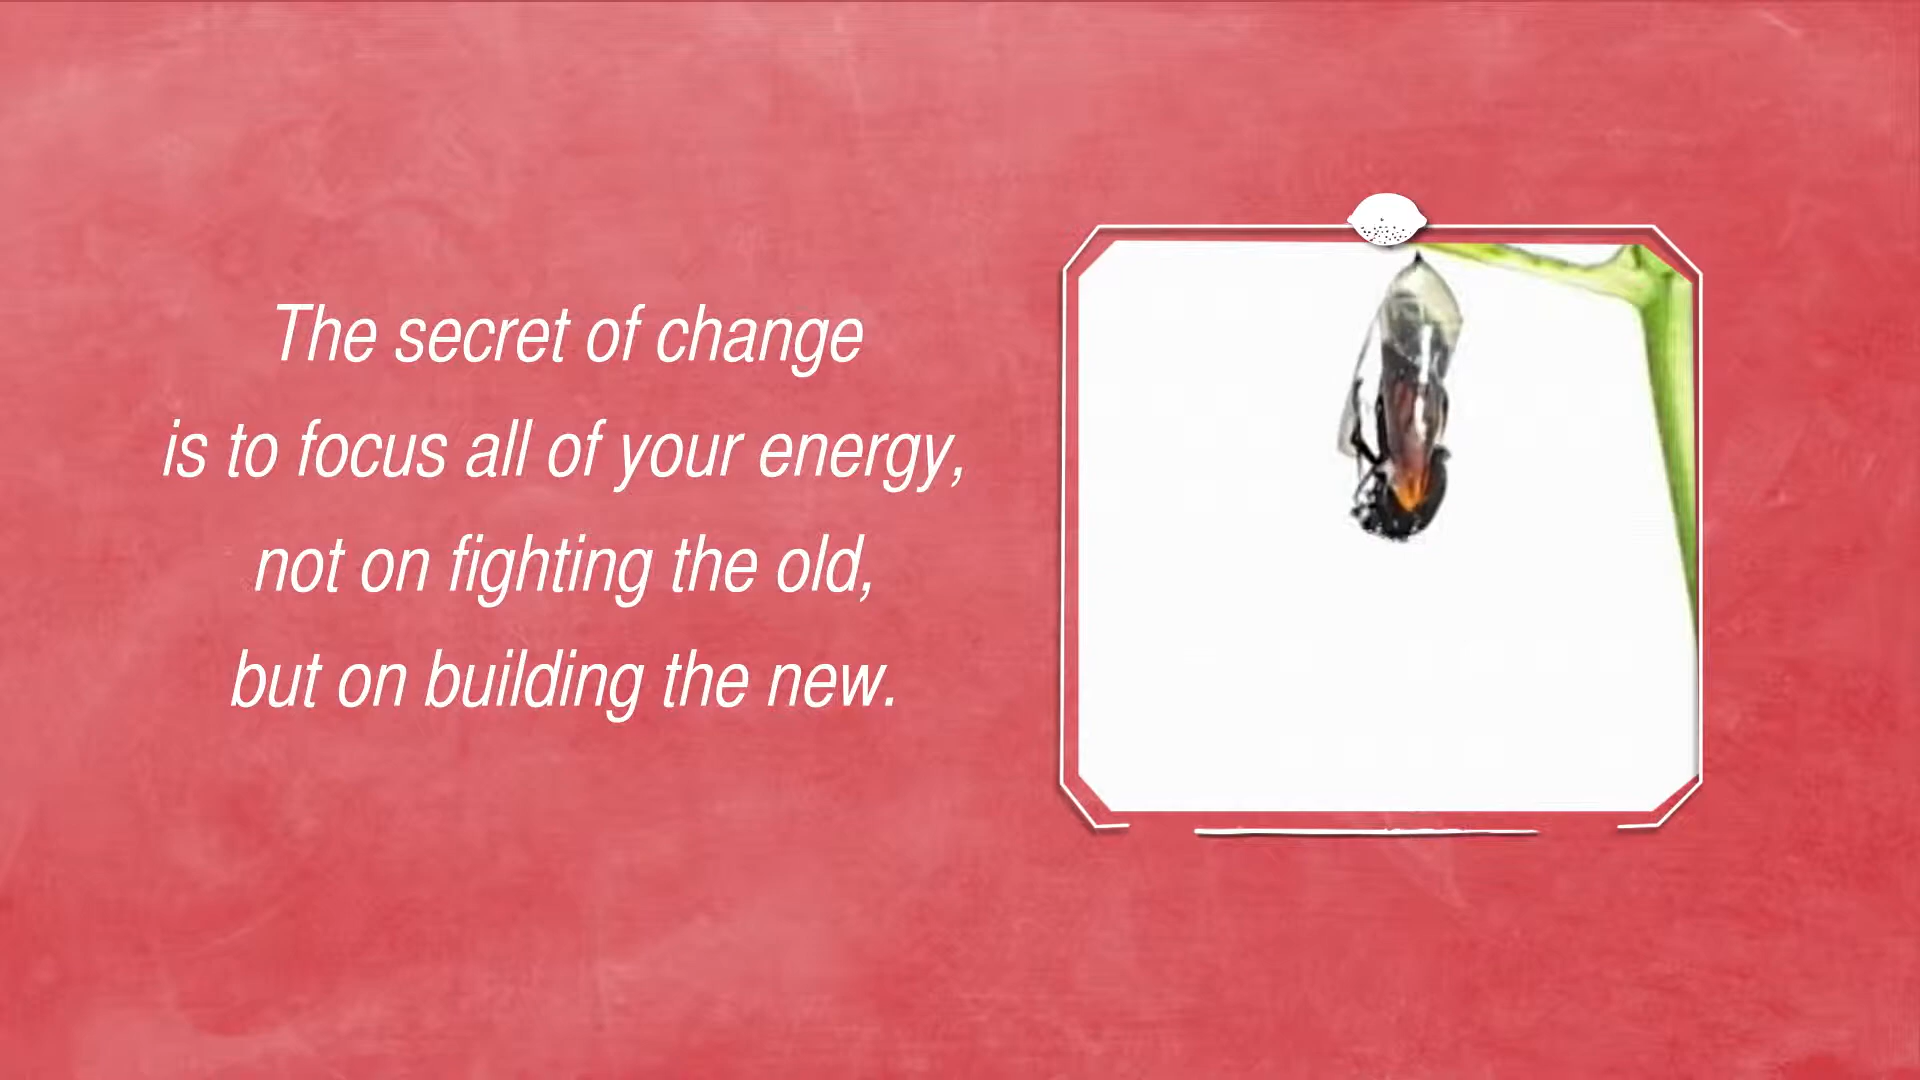 The secret of change
is to focus all of your energy,
not on fighting the old,
but on building the new.